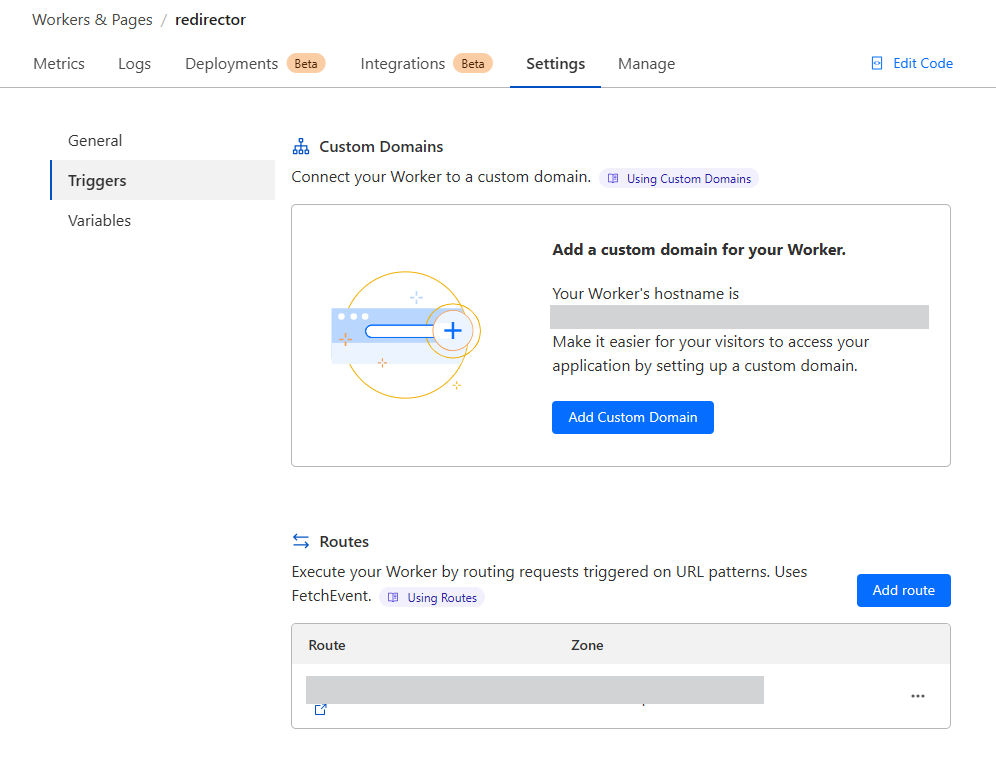 Workers & Pages / redirector
Metrics Logs Deployments Beta Integrations Beta Settings Manage Edit Code
General
Triggers
Variables
Custom Domains
Connect your Worker to a custom domain. Using Custom Domains
Add a custom domain for your Worker.
Your Worker's hostname is
Make it easier for your visitors to access your
application by setting up a custom domain.
Add Custom Domain
Routes
Execute your Worker by routing requests triggered on URL patterns. Uses
FetchEvent. Using Routes
Add route
Route Zone